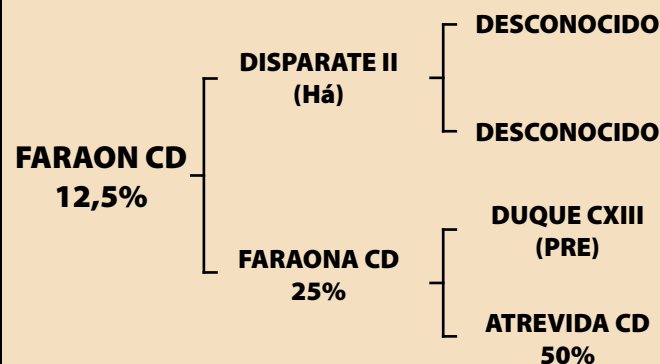 FARAON CD
12,5%
DISPARATE II
(Há)
FARAONA CD
25%
DESCONOCIDO
DESCONOCIDO
DUQUE CXIII
(PRE)
ATREVIDA CD
50%